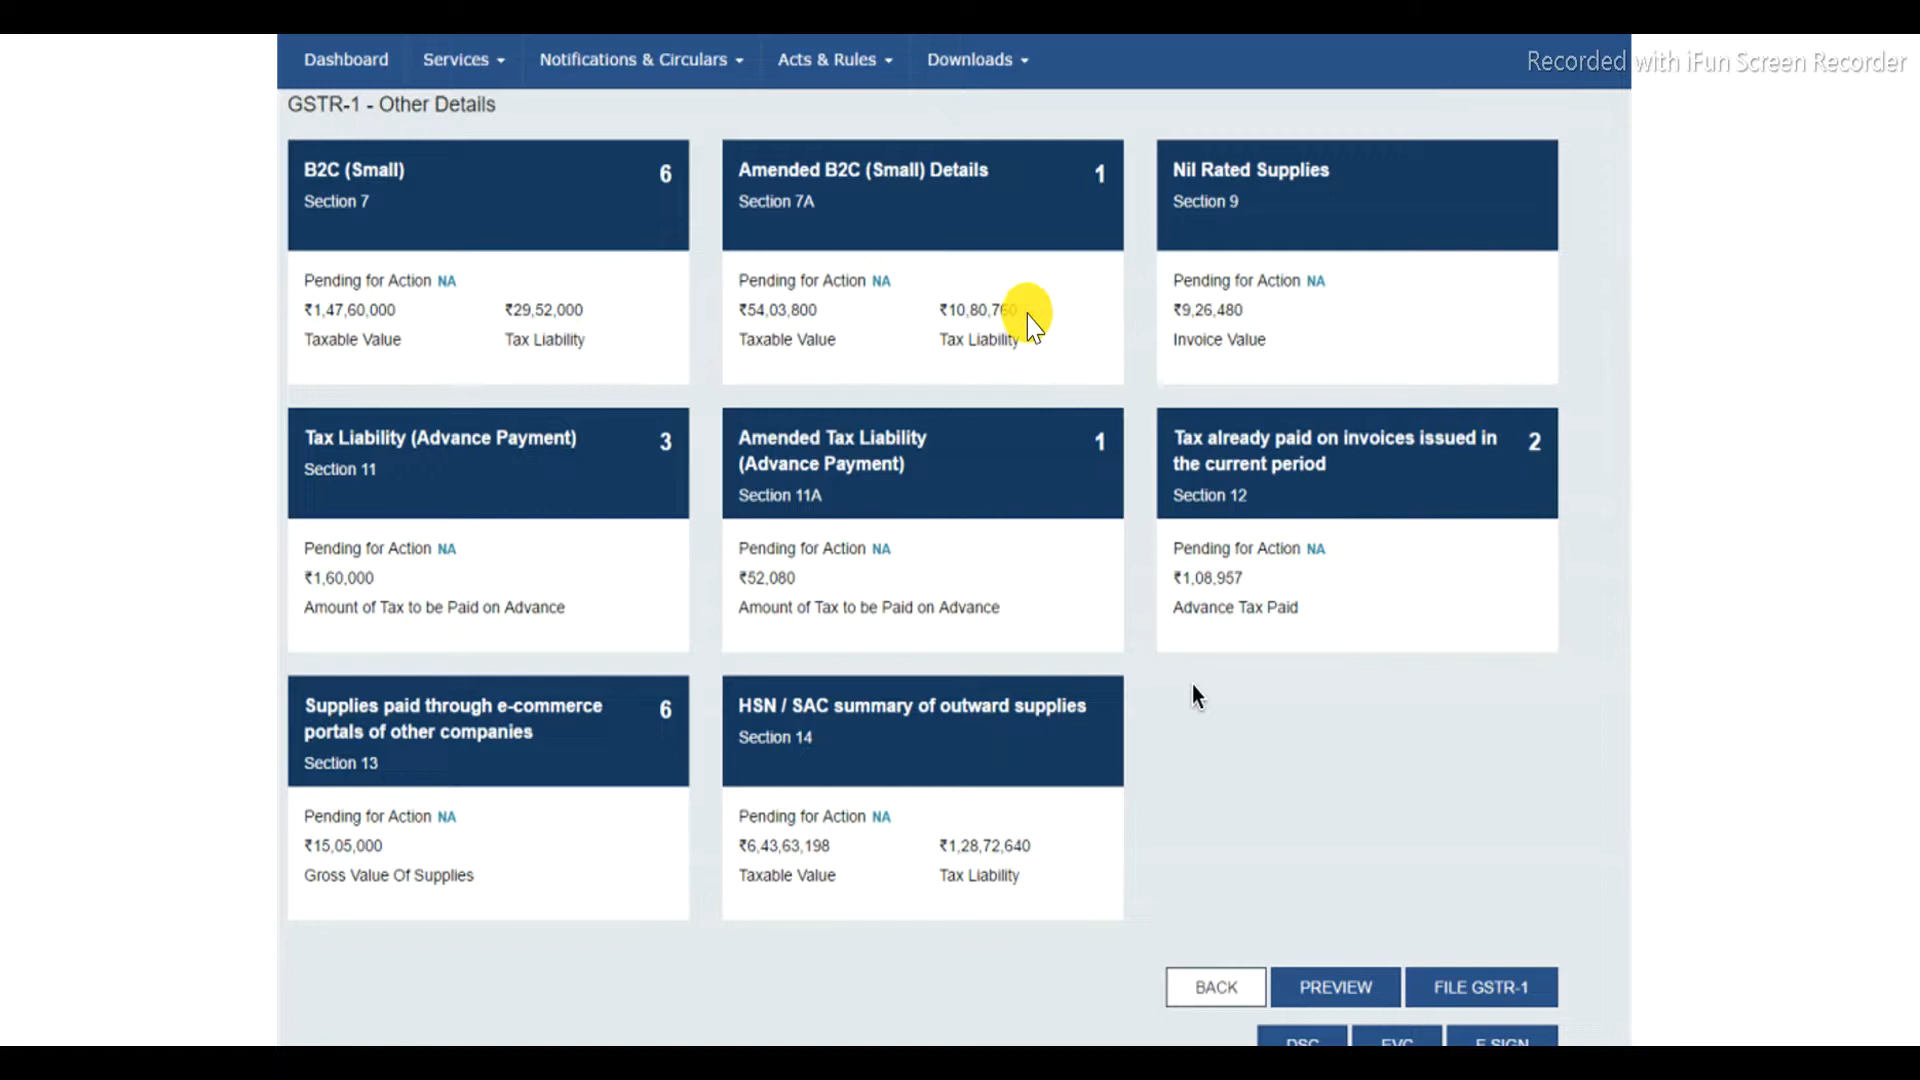 Dashboard Services Notifications & Circulars Acts & Rules Downloads
Recorded with iFun Screen Recorder
GSTR-1 - Other Details
B2C (Small) 6
Section 7
Pending for Action NA
₹1,47,60,000 ₹29,52,000
Taxable Value Tax Liability
Amended B2C (Small) Details 1
Section 7A
Pending for Action NA
₹54,03,800 ₹10,80,760
Taxable Value Tax Liability
Nil Rated Supplies
Section 9
Pending for Action NA
₹9,26,480
Invoice Value
Tax Liability (Advance Payment) 3
Section 11
Pending for Action NA
₹1,60,000
Amount of Tax to be Paid on Advance
Amended Tax Liability 1
(Advance Payment)
Section 11A
Pending for Action NA
₹52,080
Amount of Tax to be Paid on Advance
Tax already paid on invoices issued in 2
the current period
Section 12
Pending for Action NA
₹1,08,957
Advance Tax Paid
Supplies paid through e-commerce 6
portals of other companies
Section 13
Pending for Action NA
₹15,05,000
Gross Value Of Supplies
HSN / SAC summary of outward supplies
Section 14
Pending for Action NA
₹6,43,63,198 ₹1,28,72,640
Taxable Value Tax Liability
BACK PREVIEW FILE GSTR-1
DSC EVC E SIGN